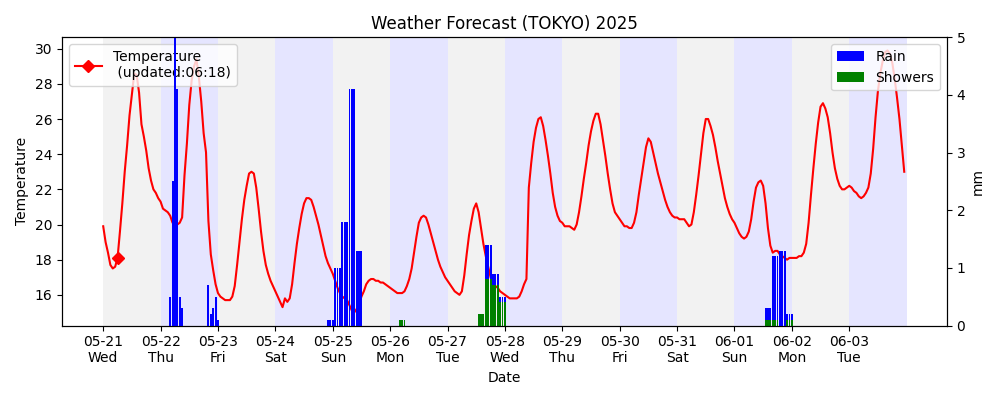 Weather Forecast (TOKYO) 2025
Temperature
(updated:06:18)
Rain
Showers
Temperature
30
28
26
24
22
20
18
16
5
4
3
2
1
0
mm
05-21 05-22 05-23 05-24 05-25 05-26 05-27 05-28 05-29 05-30 05-31 06-01 06-02 06-03
Wed Thu Fri Sat Sun Mon Tue Wed Thu Fri Sat Sun Mon Tue
Date